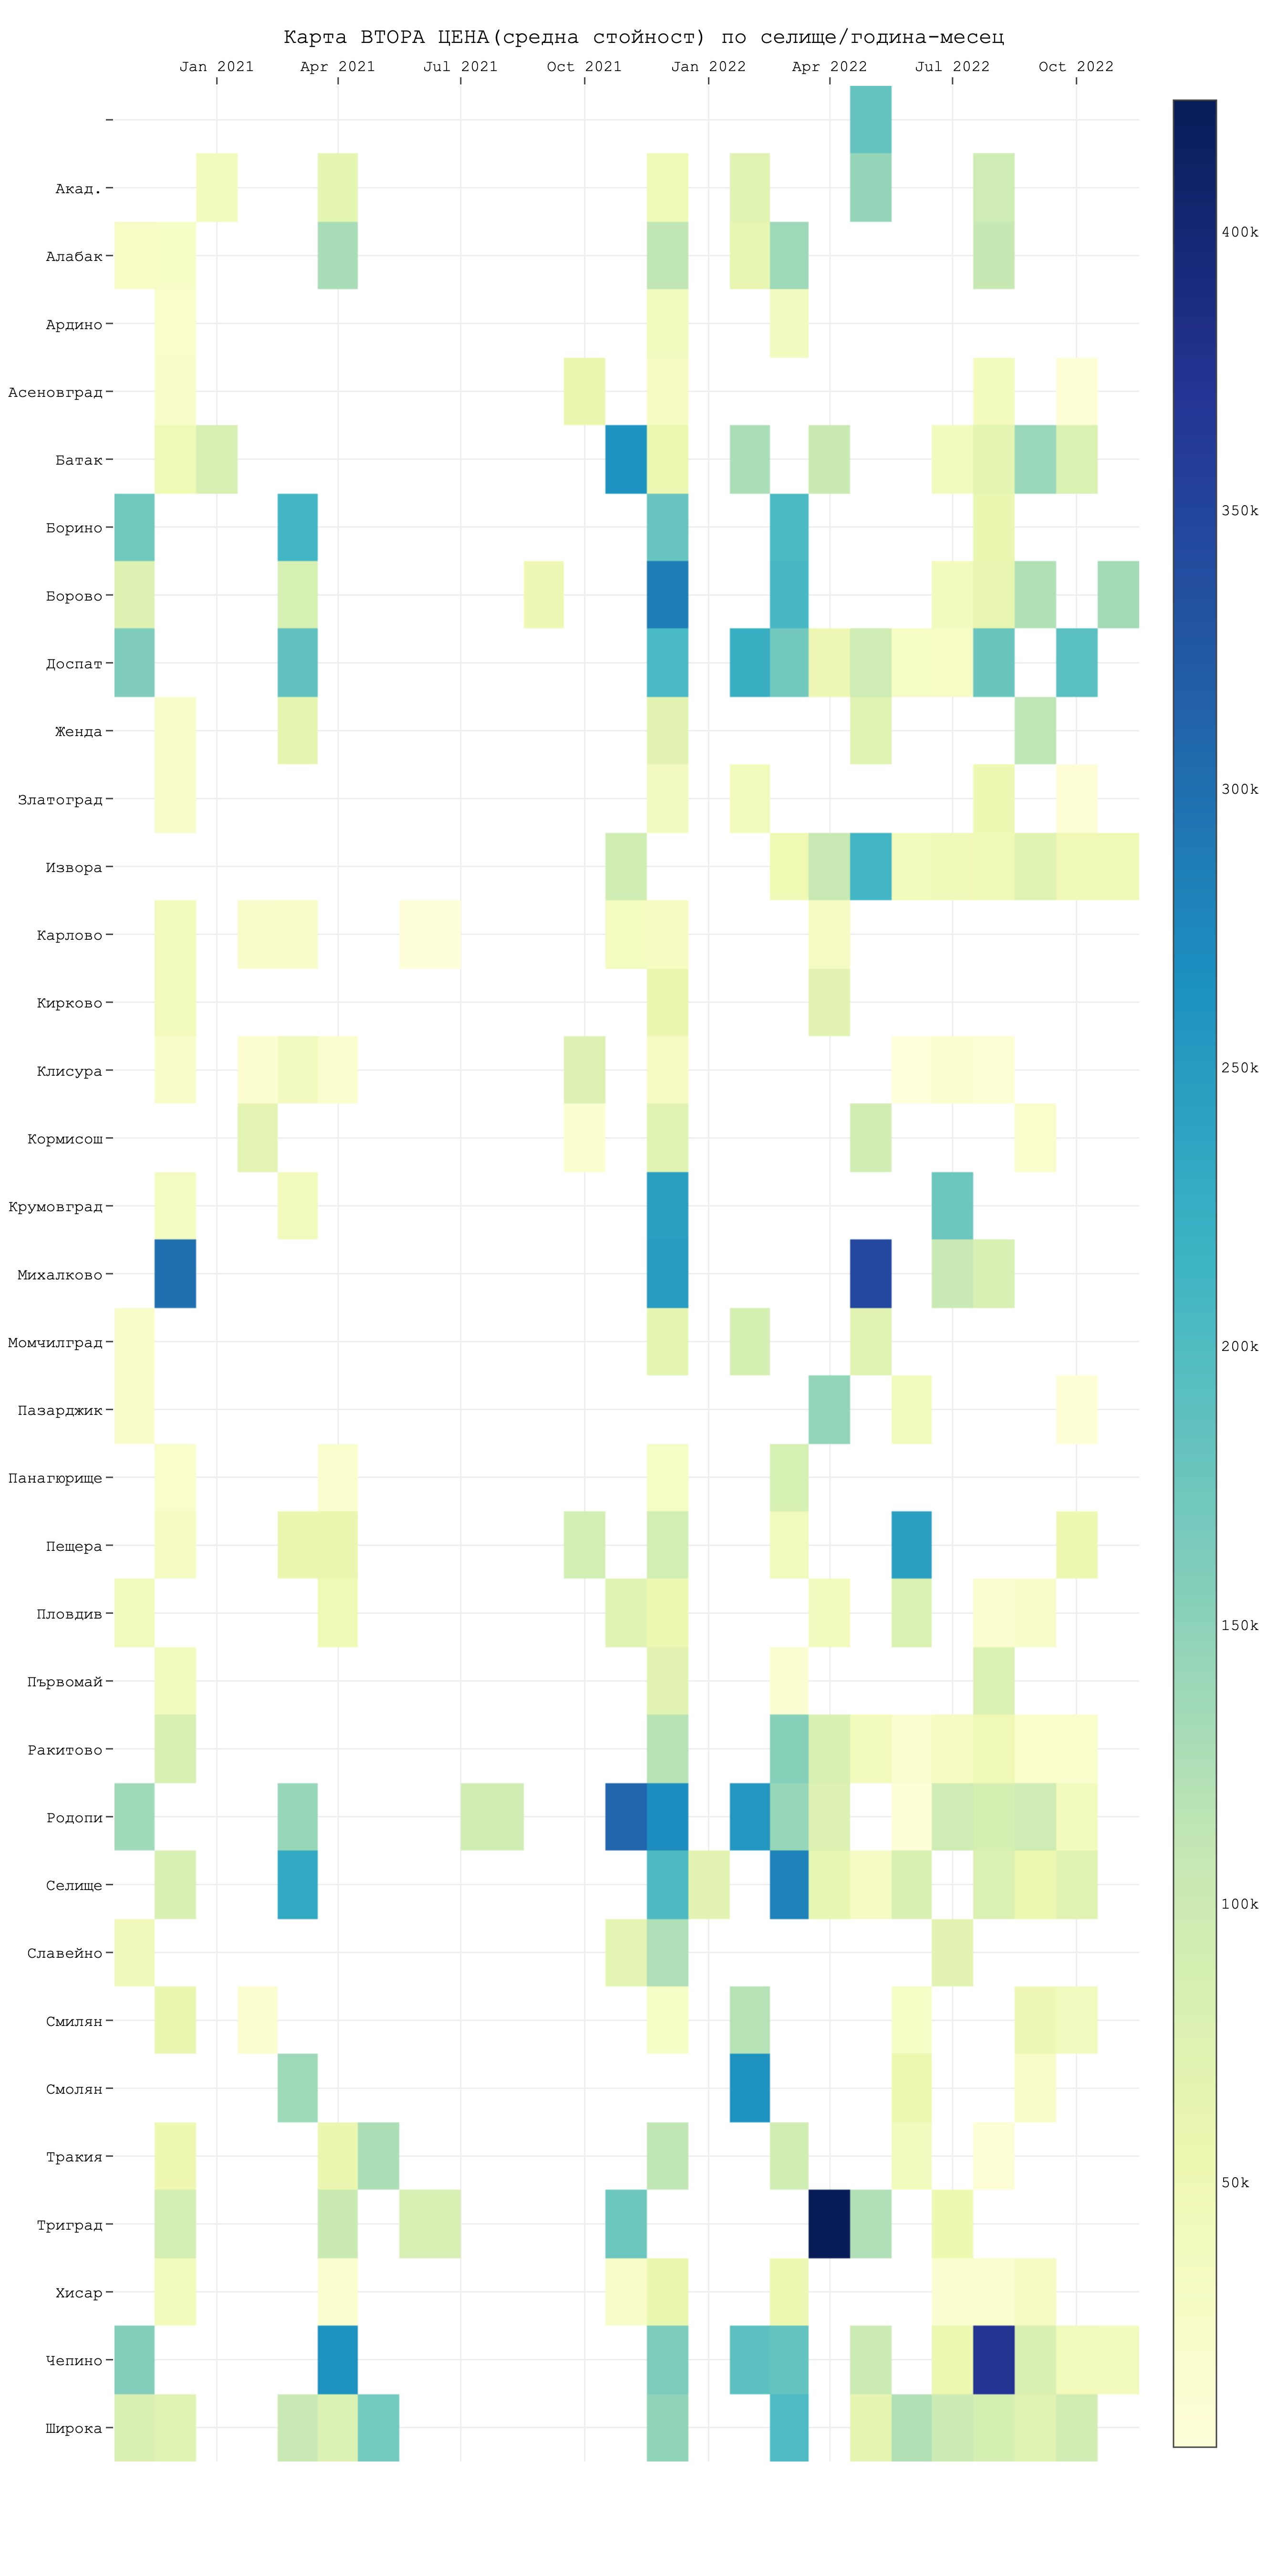 Карта ВТОРА ЦЕНА(средна стойност) по селище/година-месец
Jan 2021 Apr 2021 Jul 2021 Oct 2021 Jan 2022 Apr 2022 Jul 2022 Oct 2022
Акад.
Алабак
Ардино
Асеновград
Батак
Борино
Борово
Доспат
Женда
Златоград
Извора
Карлово
Кирково
Клисура
Кормисош
Крумовград
Михалково
Момчилград
Пазарджик
Панагюрище
Пещера
Пловдив
Първомай
Ракитово
Родопи
Селище
Славейно
Смилян
Смолян
Тракия
Триград
Хисар
Чепино
Широка
400k
350k
300k
250k
200k
150k
100k
50k